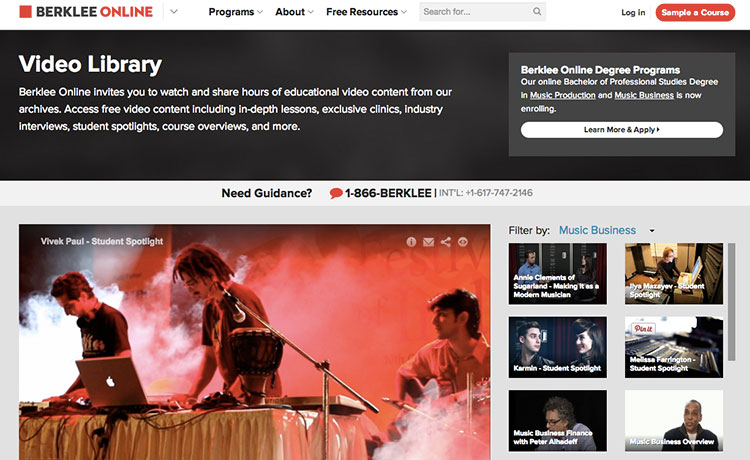 BERKLEE ONLINE
Programs About Free Resources Search for... Log in Sample a Course
Video Library
Berklee Online invites you to watch and share hours of educational video content from our
archives. Access free video content including in-depth lessons, exclusive clinics, industry
interviews, student spotlights, course overviews, and more.
Berklee Online Degree Programs
Our online Bachelor of Professional Studies Degree
in Music Production and Music Business is now
enrolling.
Learn More & Apply
Need Guidance? 1-866-BERKLEE | INT'L: +1-617-747-2146
Vivek Paul - Student Spotlight
Filter by: Music Business
Annie Clements of
Sugarland - Making it as a
Modern Musician
Ilya Mazayev - Student
Spotlight
Karmin - Student Spotlight
Pin it
Melissa Farrington -
Student Spotlight
Music Business Finance
with Peter Alhadeff
Music Business Overview